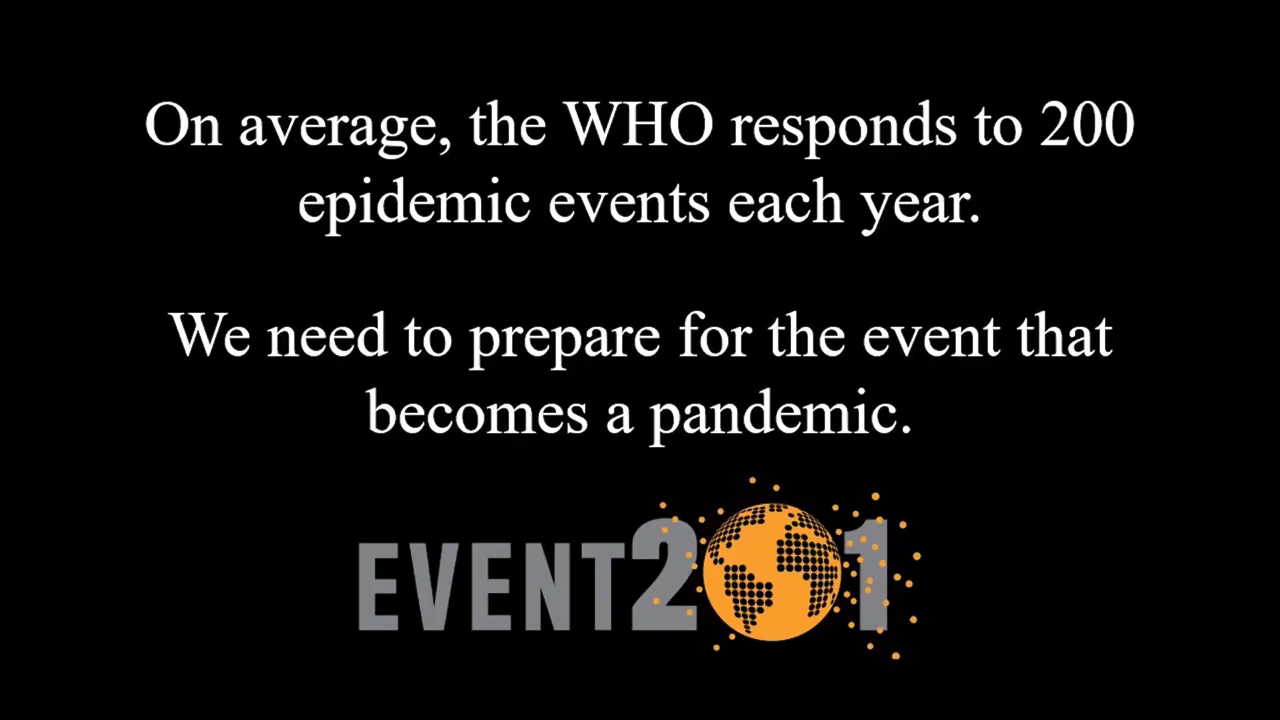 On average, the WHO responds to 200
epidemic events each year.
We need to prepare for the event that
becomes a pandemic.
EVENT201